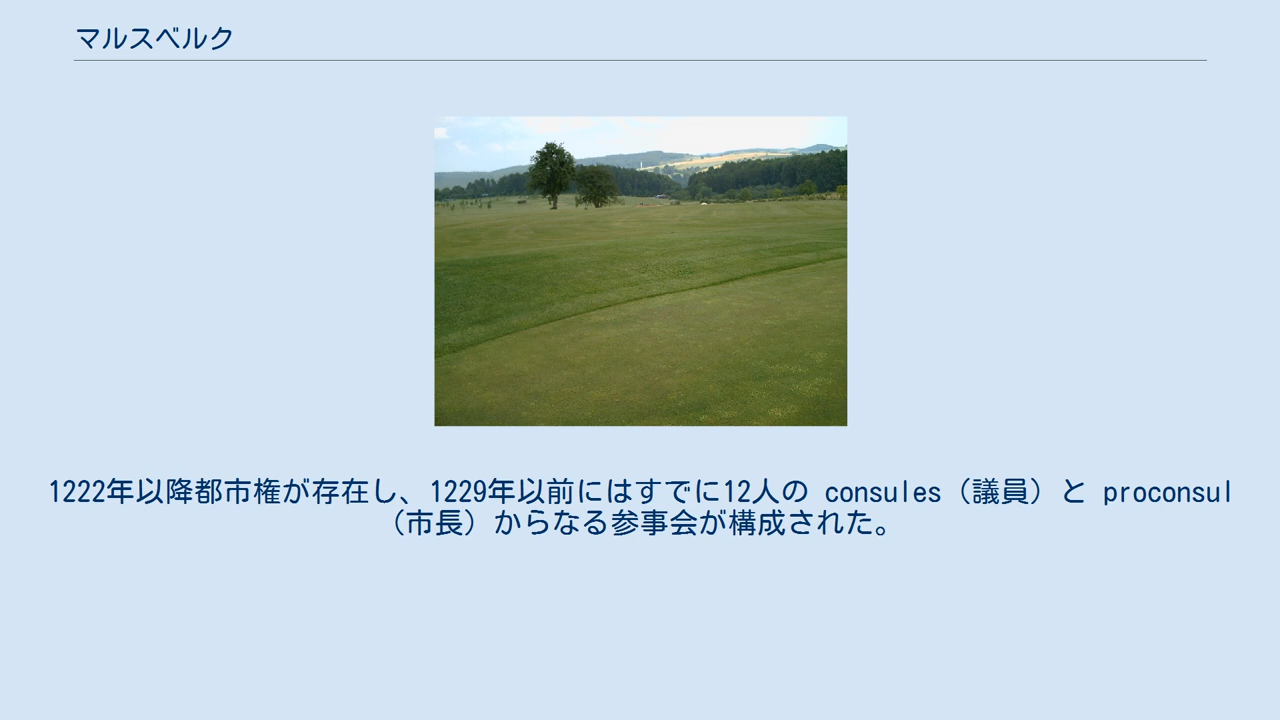 マルスベルク
1222年以降都市権が存在し、1229年以前にはすでに12人の consules（議員）と proconsul
（市長）からなる参事会が構成された。